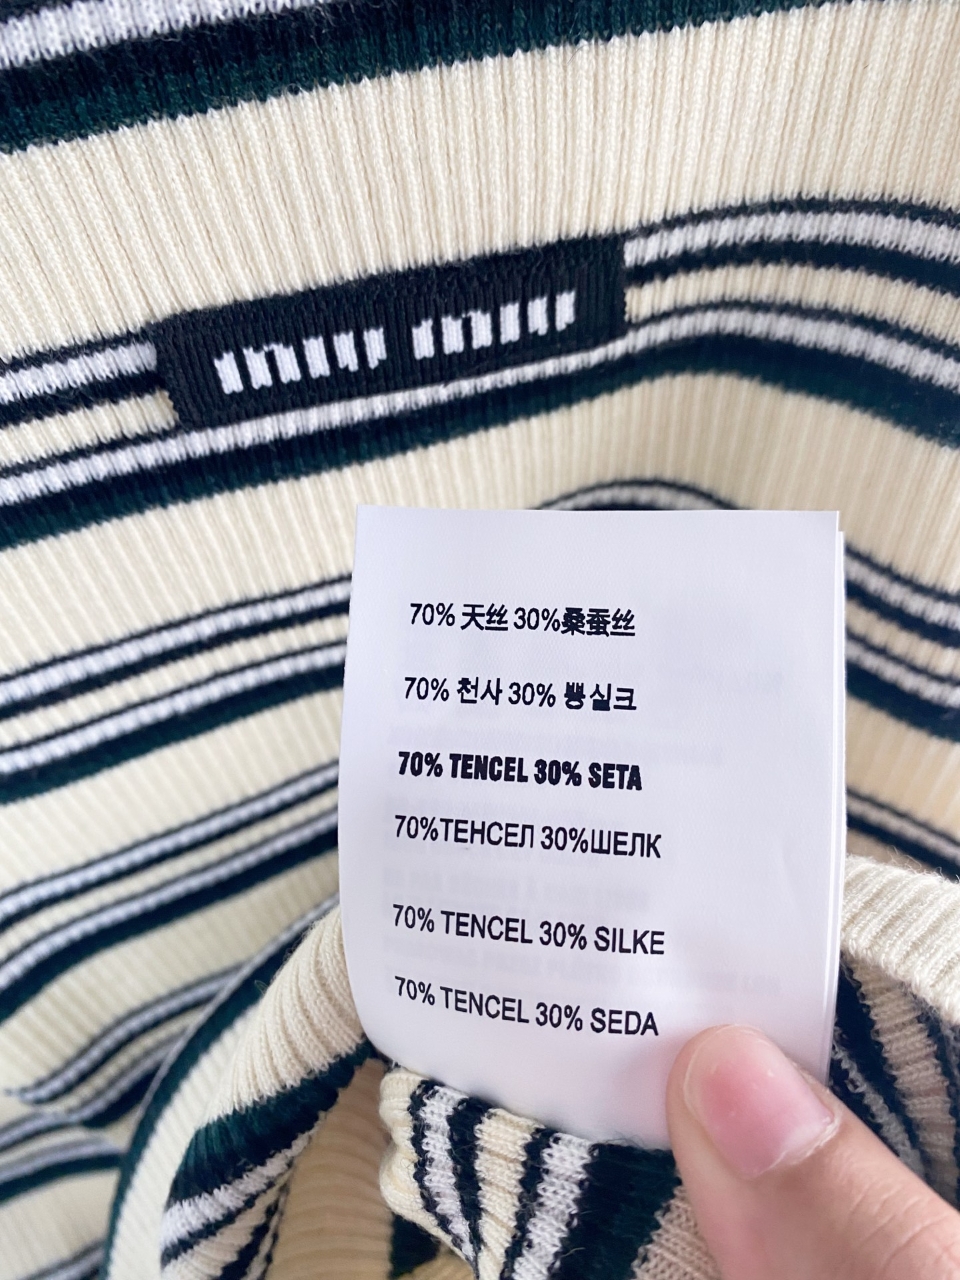 miu miu
70% 天丝 30%桑蚕丝
70% 천사 30% 뽕실크
70% TENCEL 30% SETA
70%ТЕНСЕЛ 30%ШЕЛК
70% TENCEL 30% SILKE
70% TENCEL 30% SEDA